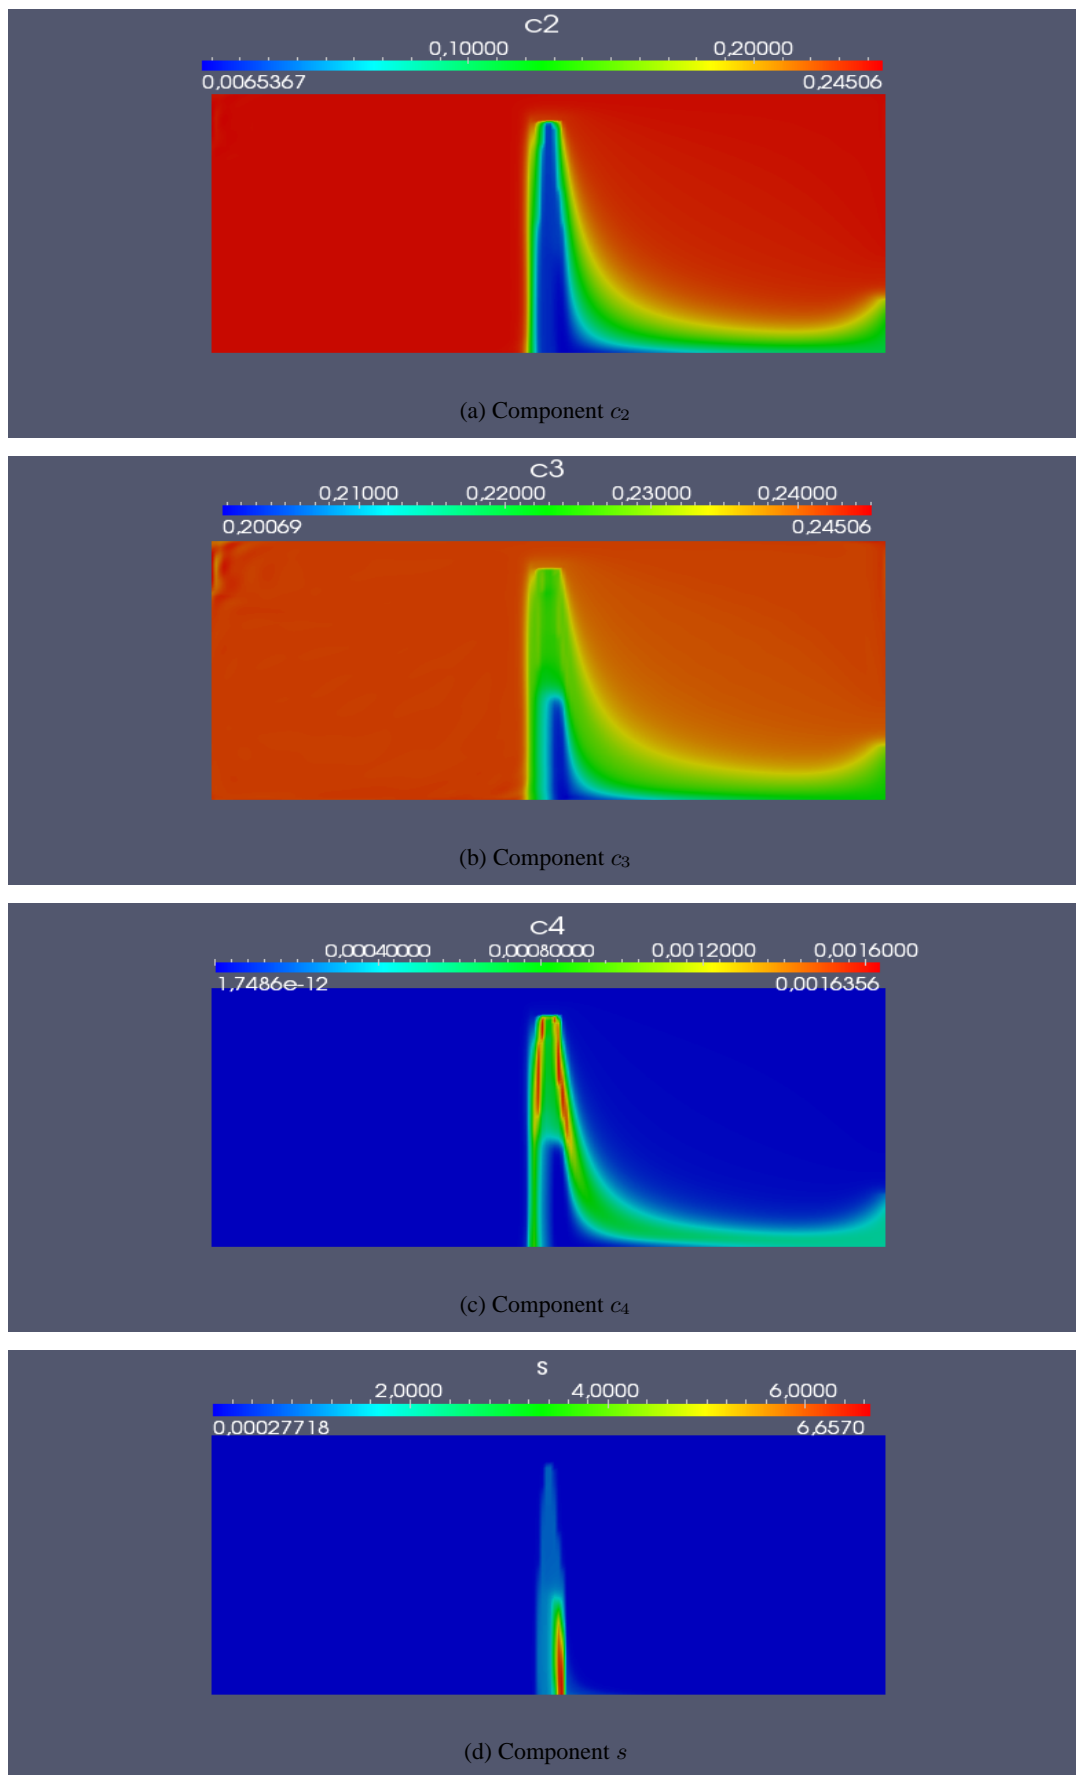 c2
0,10000 0,20000
0,0065367 0,24506
(a) Component c₂
c3
0,21000 0,22000 0,23000 0,24000
0,20069 0,24506
(b) Component c₃
c4
0,00040000 0,00080000 0,0012000 0,0016000
1,7486e-12 0,0016356
(c) Component c₄
s
2,0000 4,0000 6,0000
0,00027718 6,6570
(d) Component s